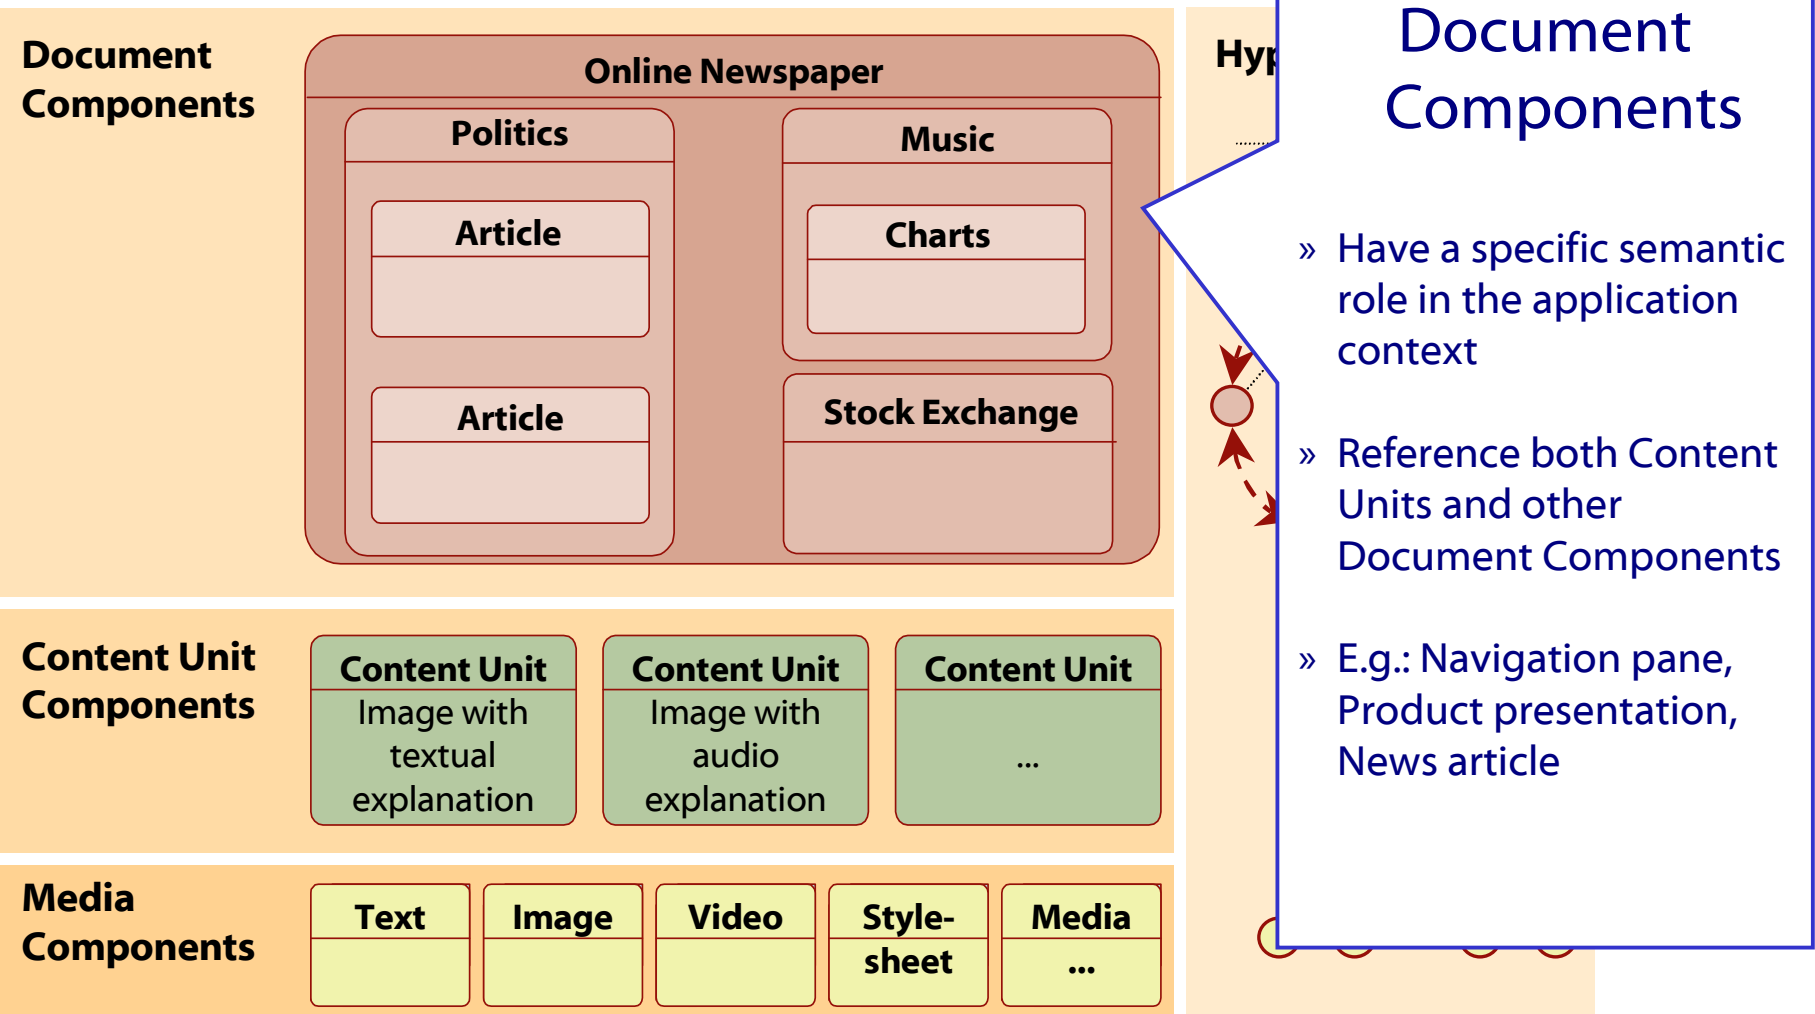 Document
Components
Online Newspaper
Politics
Article
Article
Music
Charts
Stock Exchange
Content Unit
Components
Content Unit
Image with
textual
explanation
Content Unit
Image with
audio
explanation
Content Unit
...
Media
Components
Text
Image
Video
Style-
sheet
Media
...
Document
Components
» Have a specific semantic
role in the application
context
» Reference both Content
Units and other
Document Components
» E.g.: Navigation pane,
Product presentation,
News article